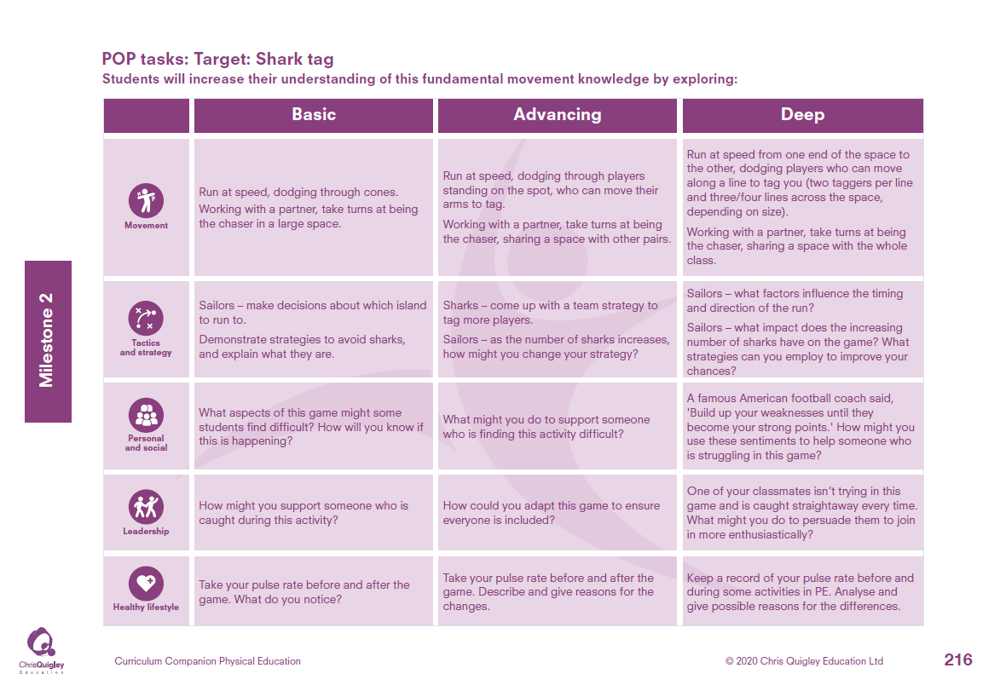 POP tasks: Target: Shark tag
Students will increase their understanding of this fundamental movement knowledge by exploring:
Basic
Advancing
Deep
Movement
Run at speed, dodging through cones.
Working with a partner, take turns at being
the chaser in a large space.
Run at speed, dodging through players
standing on the spot, who can move their
arms to tag.
Working with a partner, take turns at being
the chaser, sharing a space with other pairs.
Run at speed from one end of the space to
the other, dodging players who can move
along a line to tag you (two taggers per line
and three/four lines across the space,
depending on size).
Working with a partner, take turns at being
the chaser, sharing a space with the whole
class.
Milestone 2
Tactics
and strategy
Sailors – make decisions about which island
to run to.
Demonstrate strategies to avoid sharks,
and explain what they are.
Sharks – come up with a team strategy to
tag more players.
Sailors – as the number of sharks increases,
how might you change your strategy?
Sailors – what factors influence the timing
and direction of the run?
Sailors – what impact does the increasing
number of sharks have on the game? What
strategies can you employ to improve your
chances?
Personal
and social
What aspects of this game might some
students find difficult? How will you know if
this is happening?
What might you do to support someone
who is finding this activity difficult?
A famous American football coach said,
'Build up your weaknesses until they
become your strong points.' How might you
use these sentiments to help someone who
is struggling in this game?
Leadership
How might you support someone who is
caught during this activity?
How could you adapt this game to ensure
everyone is included?
One of your classmates isn’t trying in this
game and is caught straightaway every time.
What might you do to persuade them to join
in more enthusiastically?
Healthy lifestyle
Take your pulse rate before and after the
game. What do you notice?
Take your pulse rate before and after the
game. Describe and give reasons for the
changes.
Keep a record of your pulse rate before and
during some activities in PE. Analyse and
give possible reasons for the differences.
ChrisQuigley
Education
Curriculum Companion Physical Education
© 2020 Chris Quigley Education Ltd
216